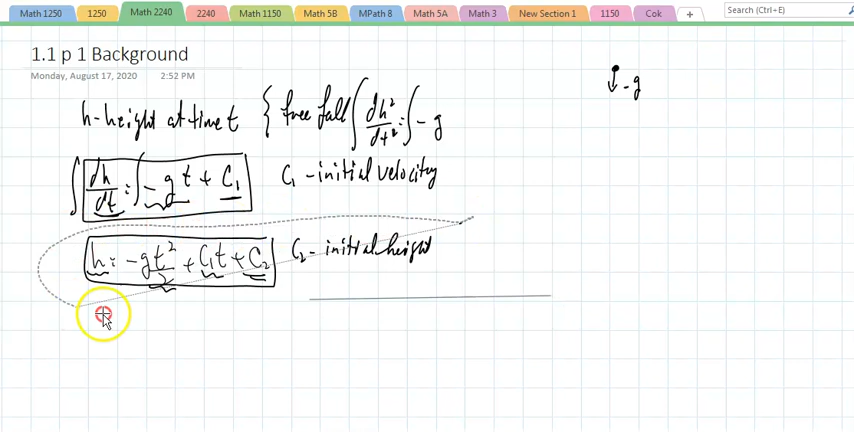 Math 1250 1250 Math 2240 2240 Math 1150 Math 5B MPath 8 Math 5A Math 3 New Section 1 1150 Cok + Search (Ctrl+E)
1.1 p 1 Background
Monday, August 17, 2020 2:52 PM
↓ -g
h-height at time t { free fall ∫ dh²/dt² = ∫ -g
∫ dh/dt = ∫ -gt + C₁ C₁ - initial velocity
h = -gt²/2 + C₁t + C₂ C₂ - initial height